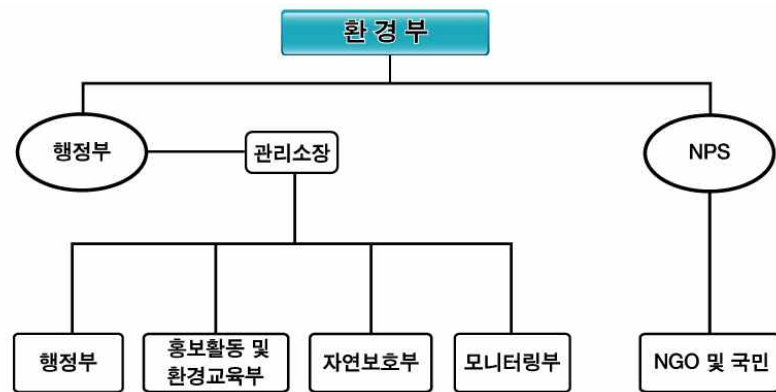 환경부
행정부
관리소장
NPS
행정부
홍보활동 및
환경교육부
자연보호부
모니터링부
NGO 및 국민